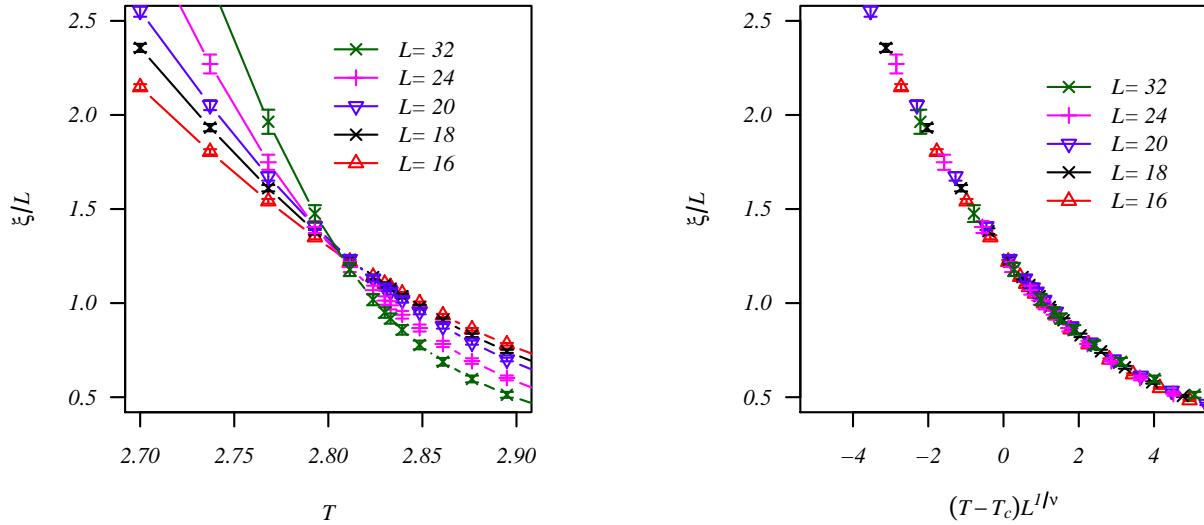 2.5
2.0
1.5
1.0
0.5
ξ/L
2.70
2.75
2.80
2.85
2.90
T
L= 32
L= 24
L= 20
L= 18
L= 16
2.5
2.0
1.5
1.0
0.5
ξ/L
−4
−2
0
2
4
(T−T_c)L^{1/ν}
L= 32
L= 24
L= 20
L= 18
L= 16